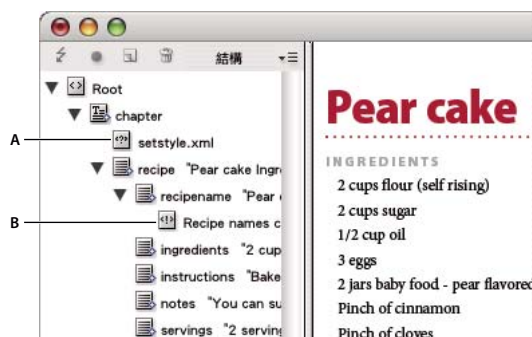 結構
Root
chapter
A
setstyle.xml
recipe "Pear cake Ingre
recipename "Pear
B
Recipe names c
ingredients "2 cup
instructions "Bake
notes "You can su
servings "2 serving
Pear cake
INGREDIENTS
2 cups flour (self rising)
2 cups sugar
1/2 cup oil
3 eggs
2 jars baby food - pear flavored
Pinch of cinnamon
Pinch of cloves